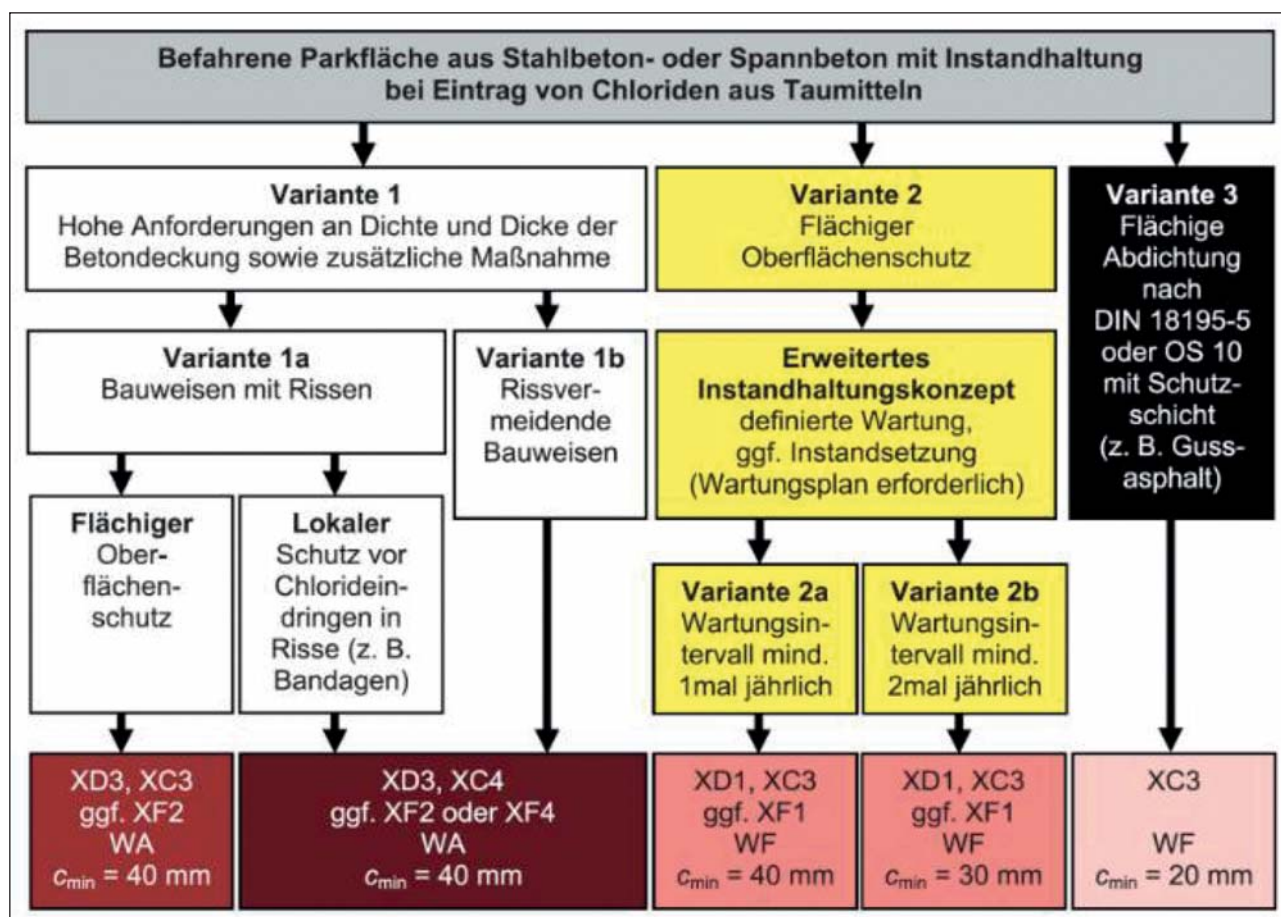 Befahrene Parkfläche aus Stahlbeton- oder Spannbeton mit Instandhaltung
bei Eintrag von Chloriden aus Taumitteln
Variante 1
Hohe Anforderungen an Dichte und Dicke der
Betondeckung sowie zusätzliche Maßnahme
Variante 2
Flächiger
Oberflächenschutz
Variante 3
Flächige
Abdichtung
nach
DIN 18195-5
oder OS 10
mit Schutz-
schicht
(z. B. Guss-
asphalt)
Variante 1a
Bauweisen mit Rissen
Variante 1b
Rissver-
meidende
Bauweisen
Erweitertes
Instandhaltungskonzept
definierte Wartung,
ggf. Instandsetzung
(Wartungsplan erforderlich)
Flächiger
Ober-
flächen-
schutz
Lokaler
Schutz vor
Chloridein-
dringen in
Risse (z. B.
Bandagen)
Variante 2a
Wartungsin-
tervall mind.
1mal jährlich
Variante 2b
Wartungsin-
tervall mind.
2mal jährlich
XD3, XC3
ggf. XF2
WA
cmin = 40 mm
XD3, XC4
ggf. XF2 oder XF4
WA
cmin = 40 mm
XD1, XC3
ggf. XF1
WF
cmin = 40 mm
XD1, XC3
ggf. XF1
WF
cmin = 30 mm
XC3
WF
cmin = 20 mm